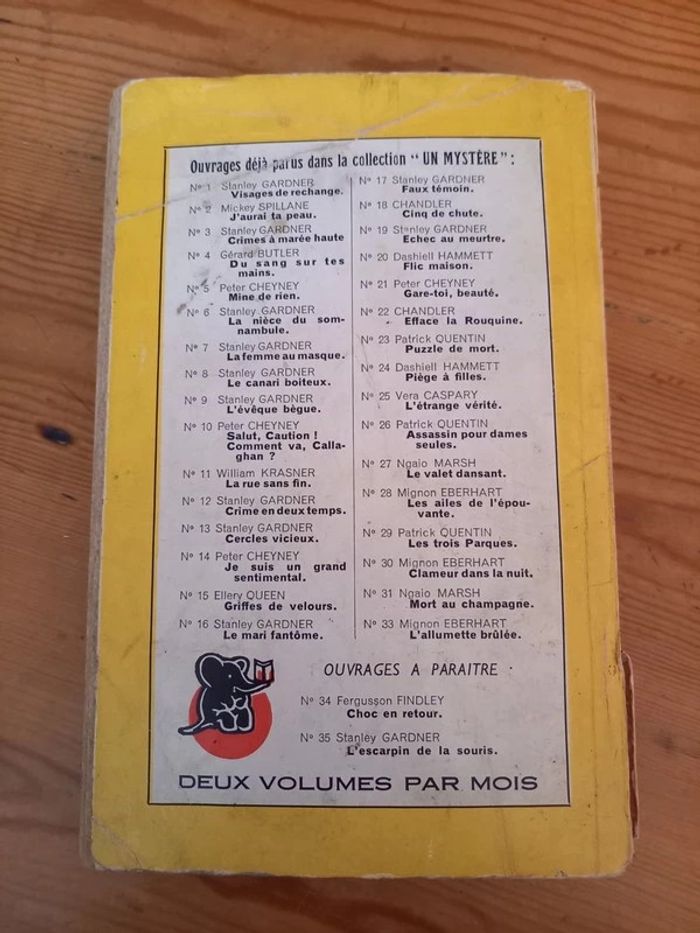 Ouvrages déjà parus dans la collection "UN MYSTÈRE":
Nº 1 Stanley GARDNER
Visages de rechange.
Nº 2 Mickey SPILLANE
J'aurai ta peau.
Nº 3 Stanley GARDNER
Crimes à marée haute
Nº 4 Gérard BUTLER
Du sang sur tes
mains.
Nº 5 Peter CHEYNEY
Mine de rien.
Nº 6 Stanley GARDNER
La nièce du som-
nambule.
Nº 7 Stanley GARDNER
La femme au masque.
Nº 8 Stanley GARDNER
Le canari boiteux.
Nº 9 Stanley GARDNER
L'évêque bègue.
Nº 10 Peter CHEYNEY
Salut, Caution !
Comment va, Calla-
ghan ?
Nº 11 William KRASNER
La rue sans fin.
Nº 12 Stanley GARDNER
Crime en deux temps.
Nº 13 Stanley GARDNER
Cercles vicieux.
Nº 14 Peter CHEYNEY
Je suis un grand
sentimental.
Nº 15 Ellery QUEEN
Griffes de velours.
Nº 16 Stanley GARDNER
Le mari fantôme.
Nº 17 Stanley GARDNER
Faux témoin.
Nº 18 CHANDLER
Cinq de chute.
Nº 19 Stanley GARDNER
Echec au meurtre.
Nº 20 Dashiell HAMMETT
Flic maison.
Nº 21 Peter CHEYNEY
Gare-toi, beauté.
Nº 22 CHANDLER
Efface la Rouquine.
Nº 23 Patrick QUENTIN
Puzzle de mort.
Nº 24 Dashiell HAMMETT
Piège à filles.
Nº 25 Vera CASPARY
L'étrange vérité.
Nº 26 Patrick QUENTIN
Assassin pour dames
seules.
Nº 27 Ngaio MARSH
Le valet dansant.
Nº 28 Mignon EBERHART
Les ailes de l'épou-
vante.
Nº 29 Patrick QUENTIN
Les trois Parques.
Nº 30 Mignon EBERHART
Clameur dans la nuit.
Nº 31 Ngaio MARSH
Mort au champagne.
Nº 33 Mignon EBERHART
L'allumette brûlée.
OUVRAGES A PARAITRE
Nº 34 Fergusson FINDLEY
Choc en retour.
Nº 35 Stanley GARDNER
L'escarpin de la souris.
DEUX VOLUMES PAR MOIS